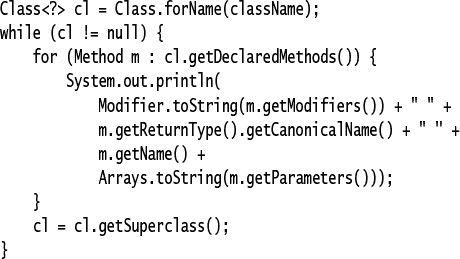 Class<?> cl = Class.forName(className);
while (cl != null) {
    for (Method m : cl.getDeclaredMethods()) {
        System.out.println(
            Modifier.toString(m.getModifiers()) + " " +
            m.getReturnType().getCanonicalName() + " " +
            m.getName() +
            Arrays.toString(m.getParameters()));
    }
    cl = cl.getSuperclass();
}